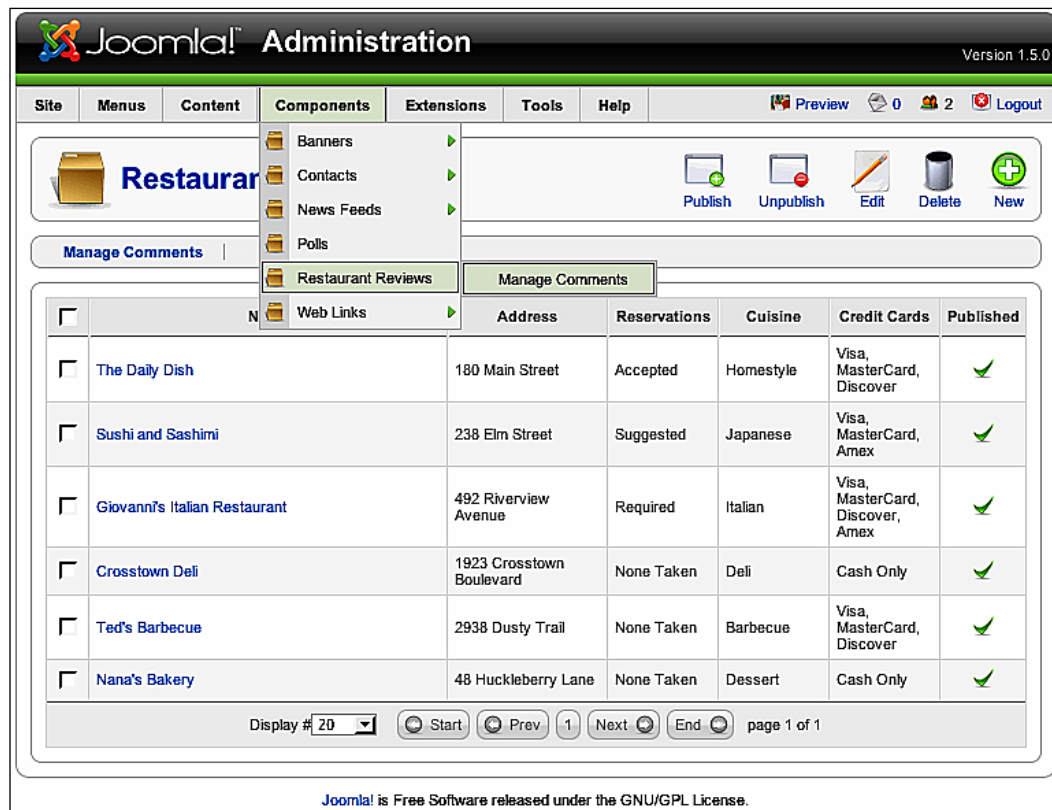 Joomla!™ Administration
Version 1.5.0
Site Menus Content Components Extensions Tools Help Preview 0 2 Logout
Banners
Contacts
News Feeds
Polls
Restaurant Reviews Manage Comments
Web Links
Restauran
Publish Unpublish Edit Delete New
Manage Comments
N Address Reservations Cuisine Credit Cards Published
The Daily Dish 180 Main Street Accepted Homestyle Visa,
MasterCard,
Discover
Sushi and Sashimi 238 Elm Street Suggested Japanese Visa,
MasterCard,
Amex
Giovanni's Italian Restaurant 492 Riverview
Avenue Required Italian Visa,
MasterCard,
Discover,
Amex
Crosstown Deli 1923 Crosstown
Boulevard None Taken Deli Cash Only
Ted's Barbecue 2938 Dusty Trail None Taken Barbecue Visa,
MasterCard,
Discover
Nana's Bakery 48 Huckleberry Lane None Taken Dessert Cash Only
Display # 20 Start Prev 1 Next End page 1 of 1
Joomla! is Free Software released under the GNU/GPL License.